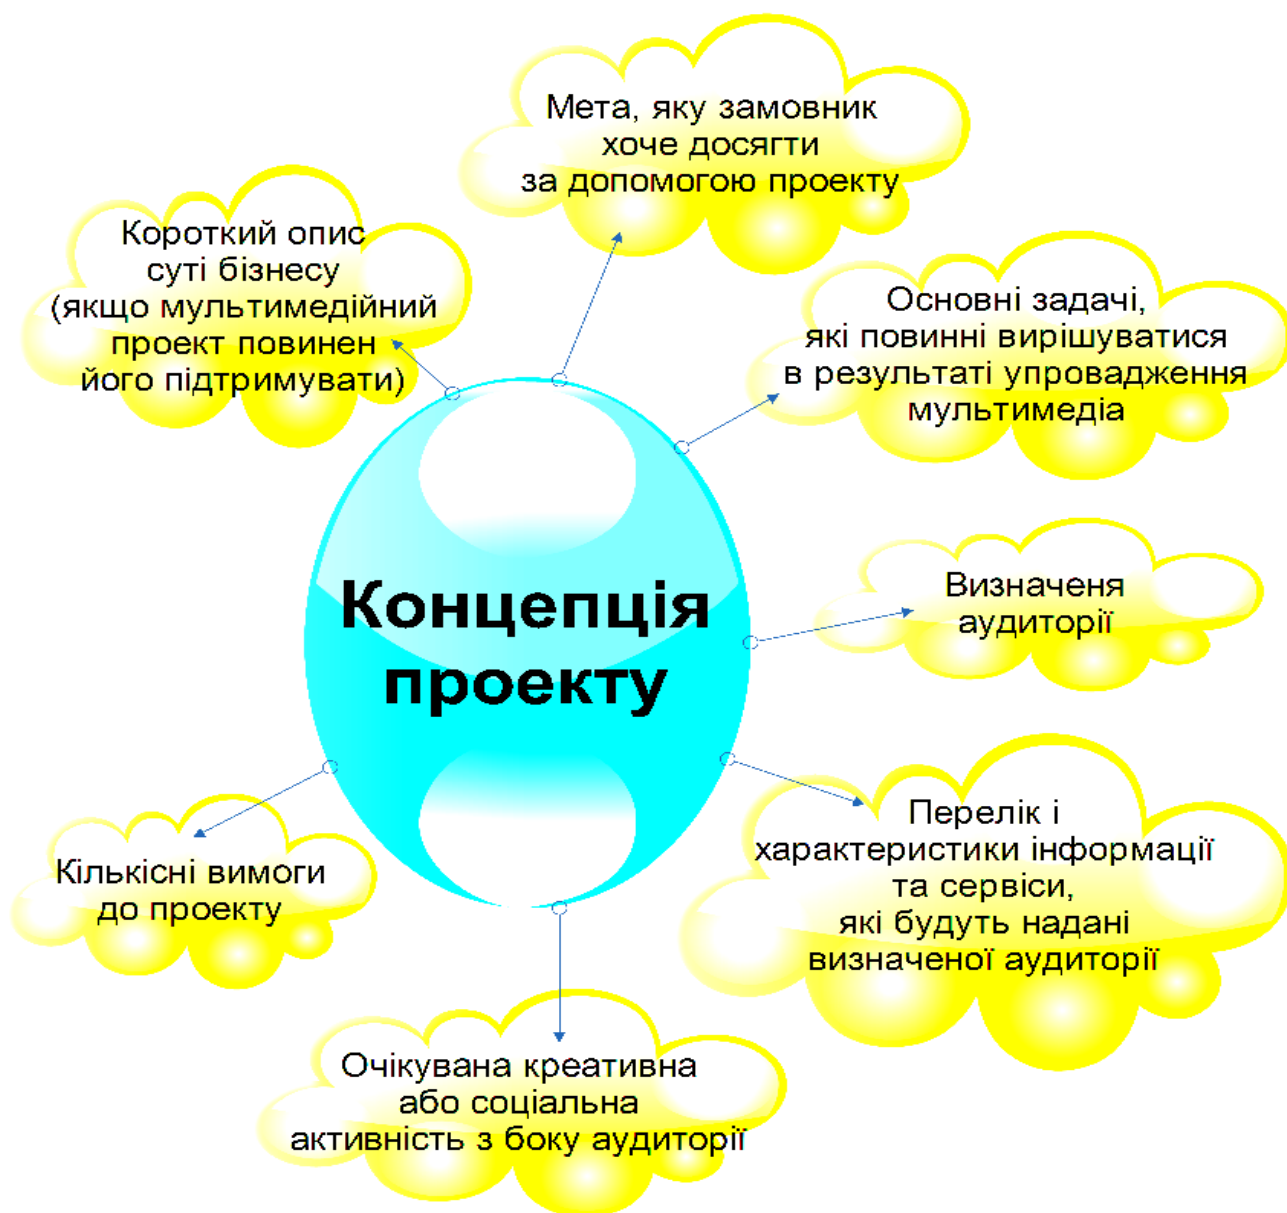 Мета, яку замовник
хоче досягти
за допомогою проекту
Короткий опис
суті бізнесу
(якщо мультимедійний
проект повинен
його підтримувати)
Основні задачі,
які повинні вирішуватися
в результаті упровадження
мультимедіа
Концепція
проекту
Визначеня
аудиторії
Перелік і
характеристики інформації
та сервіси,
які будуть надані
визначеної аудиторії
Кількісні вимоги
до проекту
Очікувана креативна
або соціальна
активність з боку аудиторії